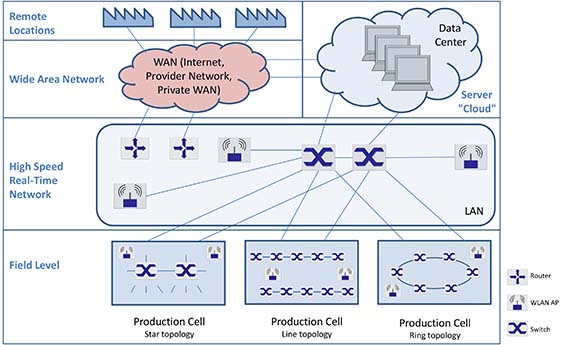 Remote
Locations
Data
Center
WAN (Internet,
Provider Network,
Private WAN)
Wide Area Network
Server
"Cloud"
High Speed
Real-Time
Network
LAN
Field Level
Router
WLAN AP
Switch
Production Cell
Star topology
Production Cell
Line topology
Production Cell
Ring topology